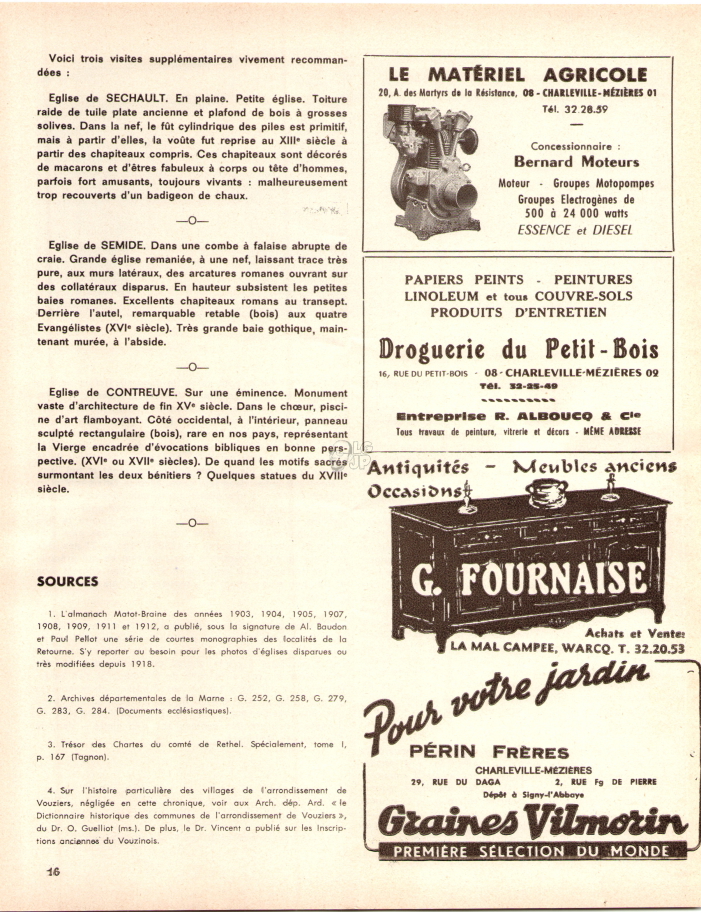 Voici trois visites supplémentaires vivement recomman-
dées :
Eglise de SECHAULT. En plaine. Petite église. Toiture
raide de tuile plate ancienne et plafond de bois à grosses
solives. Dans la nef, le fût cylindrique des piles est primitif,
mais à partir d'elles, la voûte fut reprise au XIIIe siècle à
partir des chapiteaux compris. Ces chapiteaux sont décorés
de macarons et d'êtres fabuleux à corps ou tête d'hommes,
parfois fort amusants, toujours vivants : malheureusement
trop recouverts d'un badigeon de chaux.
—O—
Eglise de SEMIDE. Dans une combe à falaise abrupte de
craie. Grande église remaniée, à une nef, laissant trace très
pure, aux murs latéraux, des arcatures romanes ouvrant sur
des collatéraux disparus. En hauteur subsistent les petites
baies romanes. Excellents chapiteaux romans au transept.
Derrière l'autel, remarquable retable (bois) aux quatre
Evangélistes (XVIe siècle). Très grande baie gothique, main-
tenant murée, à l'abside.
—O—
Eglise de CONTREUVE. Sur une éminence. Monument
vaste d'architecture de fin XVe siècle. Dans le chœur, pisci-
ne d'art flamboyant. Côté occidental, à l'intérieur, panneau
sculpté rectangulaire (bois), rare en nos pays, représentant
la Vierge encadrée d'évocations bibliques en bonne pers-
pective. (XVIe ou XVIIe siècles). De quand les motifs sacrés
surmontant les deux bénitiers ? Quelques statues du XVIIIe
siècle.
—O—
SOURCES
1. L'almanach Matot-Braine des années 1903, 1904, 1905, 1907,
1908, 1909, 1911 et 1912, a publié, sous la signature de Al. Baudon
et Paul Pellot une série de courtes monographies des localités de la
Retourne. S'y reporter au besoin pour les photos d'églises disparues ou
très modifiées depuis 1918.
2. Archives départementales de la Marne : G. 252, G. 258, G. 279,
G. 283, G. 284. (Documents ecclésiastiques).
3. Trésor des Chartes du comté de Rethel. Spécialement, tome I,
p. 167 (Tagnon).
4. Sur l'histoire particulière des villages de l'arrondissement de
Vouziers, négligée en cette chronique, voir aux Arch. dép. Ard. « le
Dictionnaire historique des communes de l'arrondissement de Vouziers »,
du Dr. O. Guelliot (ms.). De plus, le Dr. Vincent a publié sur les Inscrip-
tions anciennes du Vouzinois.
16
LE MATÉRIEL AGRICOLE
20, A. des Martyrs de la Résistance, 08 - CHARLEVILLE-MÉZIÈRES 01
Tél. 32.28.59
Concessionnaire :
Bernard Moteurs
Moteur - Groupes Motopompes
Groupes Electrogènes de
500 à 24 000 watts
ESSENCE et DIESEL
PAPIERS PEINTS - PEINTURES
LINOLEUM et tous COUVRE-SOLS
PRODUITS D'ENTRETIEN
Droguerie du Petit-Bois
16, RUE DU PETIT-BOIS - 08 - CHARLEVILLE-MÉZIÈRES 02
Tél. 32-25-49
Entreprise R. ALBOUCQ & Cie
Tous travaux de peinture, vitrerie et décors - MÊME ADRESSE
Antiquités - Meubles anciens
Occasions
G. FOURNAISE
Achats et Ventes
LA MAL CAMPEE, WARCQ. T. 32.20.53
Pour votre jardin
PÉRIN FRÈRES
CHARLEVILLE-MÉZIÈRES
29, RUE DU DAGA 2, RUE Fg DE PIERRE
Dépôt à Signy-l'Abbaye
Graines Vilmorin
PREMIÈRE SÉLECTION DU MONDE